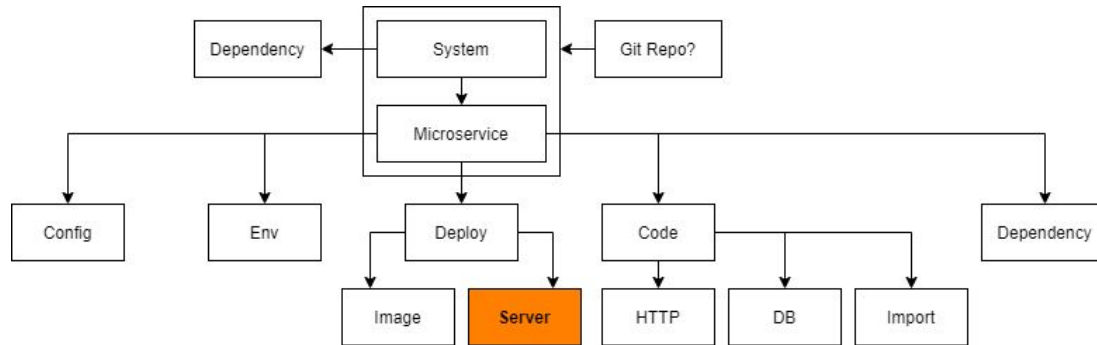 Dependency
System
Git Repo?
Microservice
Config
Env
Deploy
Code
Dependency
Image
Server
HTTP
DB
Import